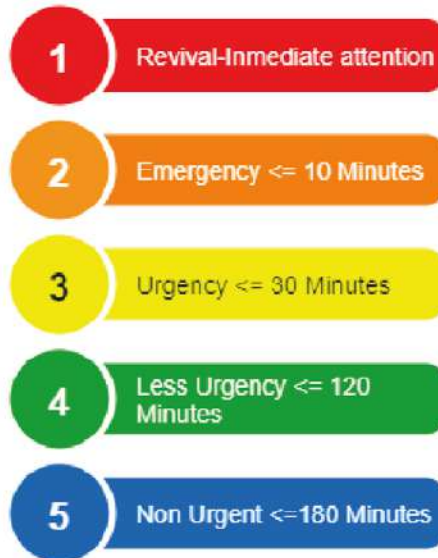 1
Revival-Inmediate attention
2
Emergency <= 10 Minutes
3
Urgency <= 30 Minutes
4
Less Urgency <= 120
Minutes
5
Non Urgent <=180 Minutes